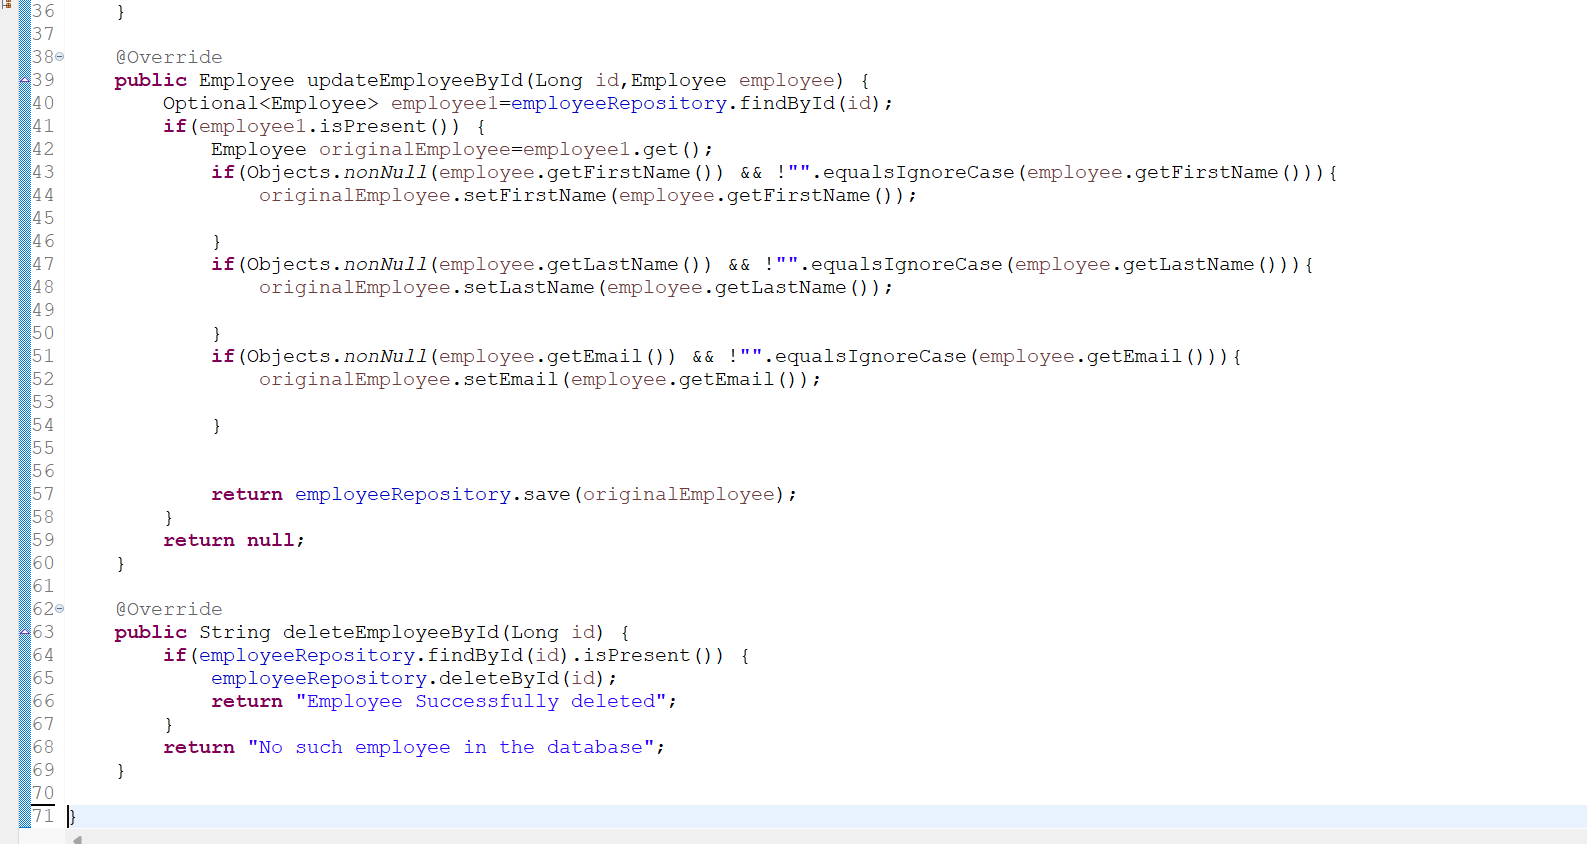 36     }
37
38     @Override
39     public Employee updateEmployeeById(Long id,Employee employee) {
40         Optional<Employee> employee1=employeeRepository.findById(id);
41         if(employee1.isPresent()) {
42             Employee originalEmployee=employee1.get();
43             if(Objects.nonNull(employee.getFirstName()) && !"".equalsIgnoreCase(employee.getFirstName())){
44                 originalEmployee.setFirstName(employee.getFirstName());
45
46             }
47             if(Objects.nonNull(employee.getLastName()) && !"".equalsIgnoreCase(employee.getLastName())){
48                 originalEmployee.setLastName(employee.getLastName());
49
50             }
51             if(Objects.nonNull(employee.getEmail()) && !"".equalsIgnoreCase(employee.getEmail())){
52                 originalEmployee.setEmail(employee.getEmail());
53
54             }
55
56
57             return employeeRepository.save(originalEmployee);
58         }
59         return null;
60     }
61
62     @Override
63     public String deleteEmployeeById(Long id) {
64         if(employeeRepository.findById(id).isPresent()) {
65             employeeRepository.deleteById(id);
66             return "Employee Successfully deleted";
67         }
68         return "No such employee in the database";
69     }
70
71 }